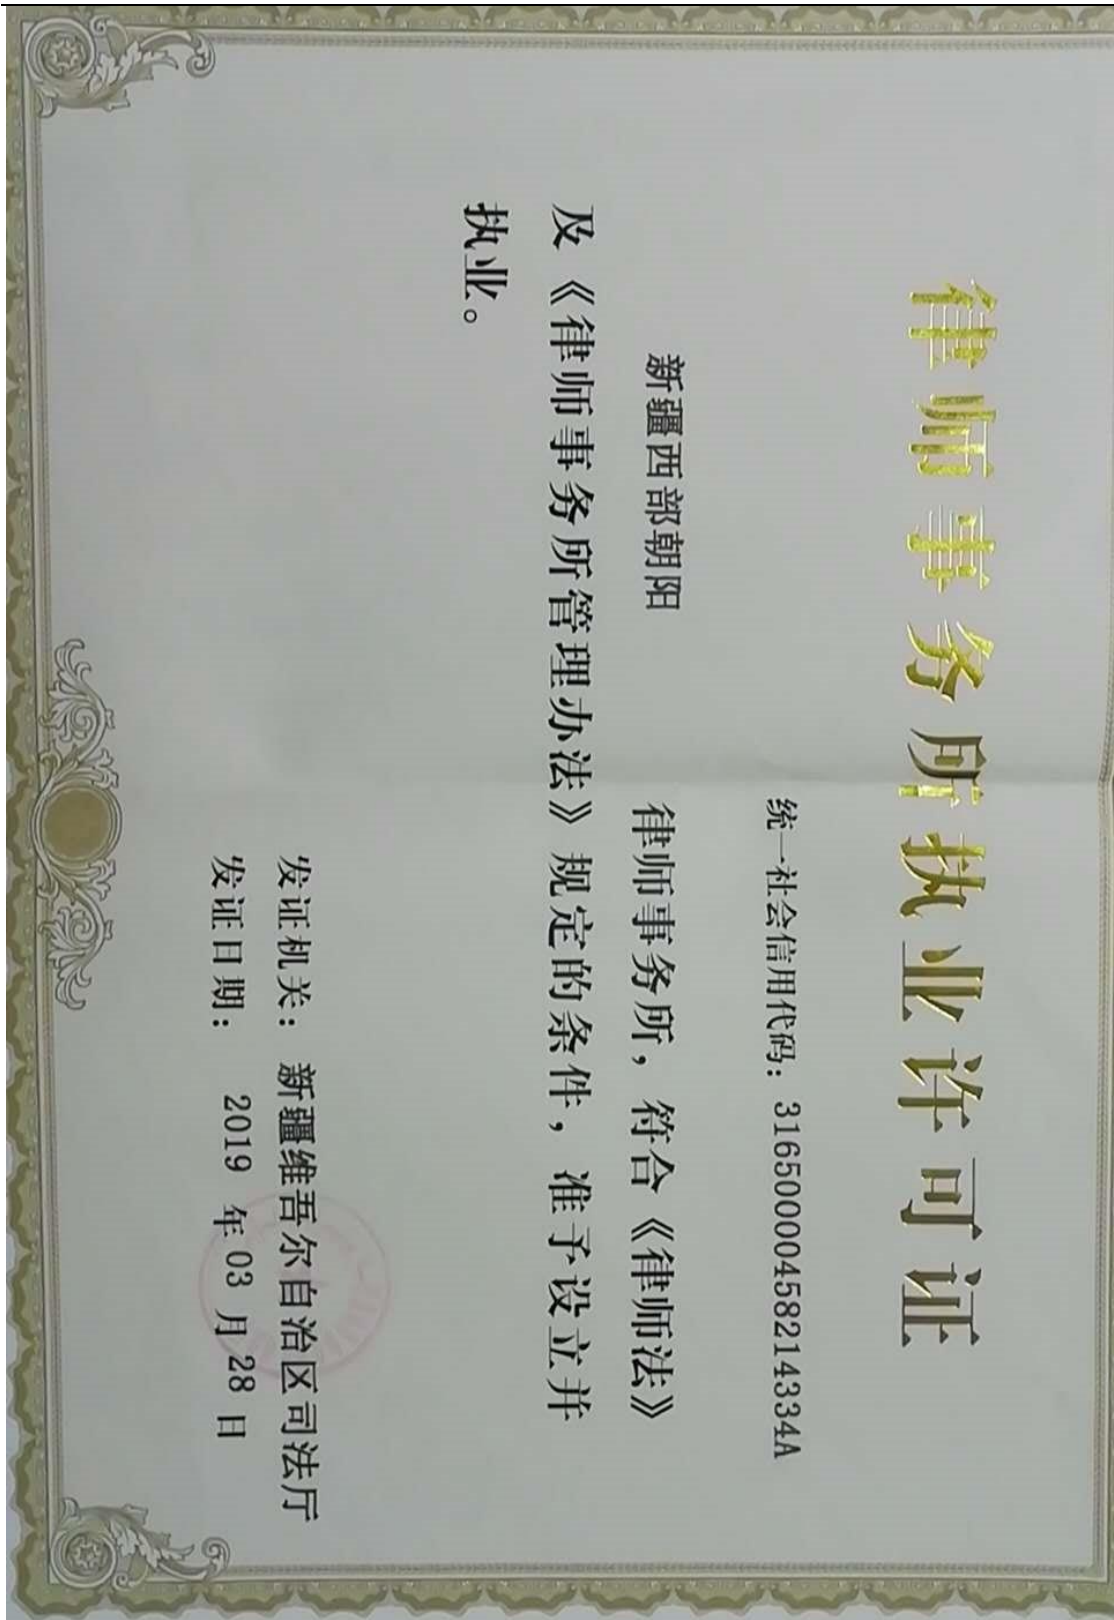 律师事务所执业许可证
统一社会信用代码：31650000458214334A
新疆西部朝阳 律师事务所，符合《律师法》
及《律师事务所管理办法》规定的条件，准予设立并
执业。
发证机关：新疆维吾尔自治区司法厅
发证日期：2019 年 03 月 28 日